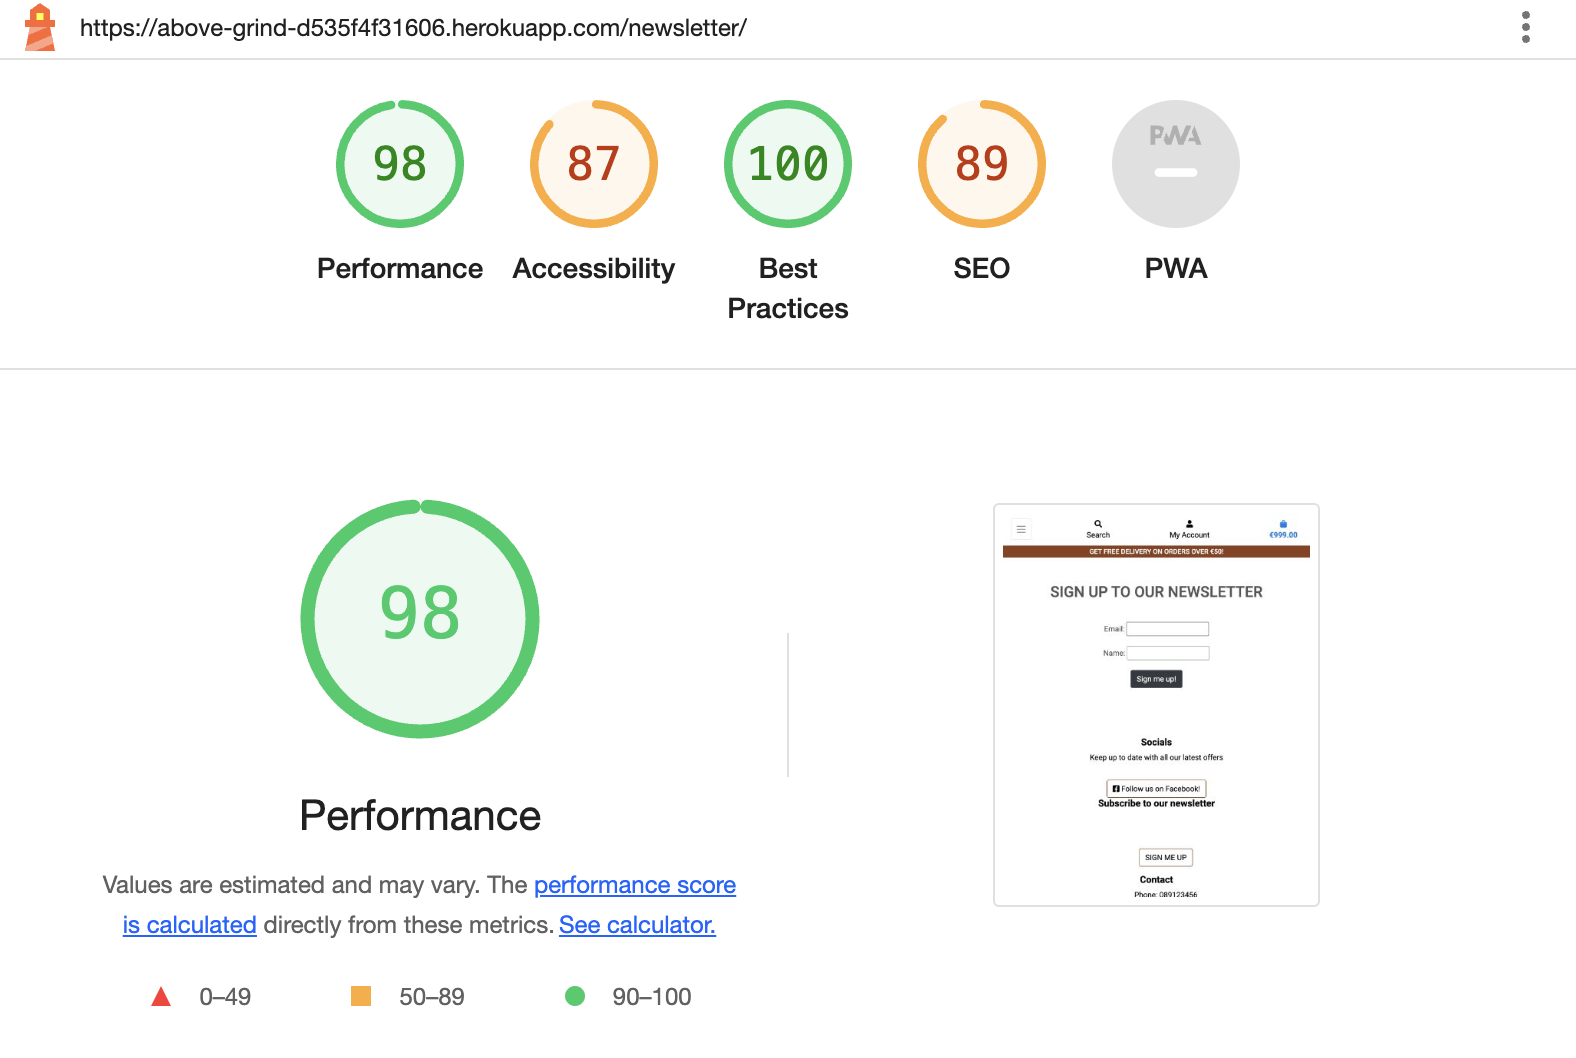 https://above-grind-d535f4f31606.herokuapp.com/newsletter/
98
87
100
89
PWA
Performance
Accessibility
Best
Practices
SEO
PWA
98
Performance
Values are estimated and may vary. The performance score
is calculated directly from these metrics. See calculator.
0–49
50–89
90–100
Search
My Account
€999.00
GET FREE DELIVERY ON ORDERS OVER €50!
SIGN UP TO OUR NEWSLETTER
Email:
Name:
Sign me up!
Socials
Keep up to date with all our latest offers
Follow us on Facebook!
Subscribe to our newsletter
SIGN ME UP
Contact
Phone: 089123456